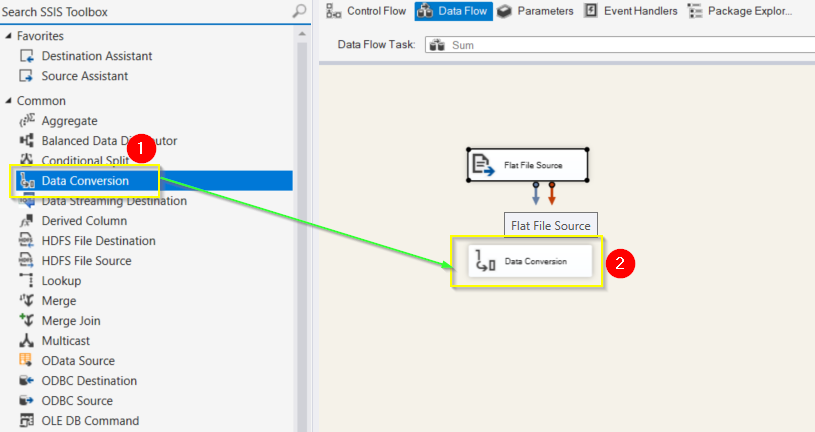 Search SSIS Toolbox
Favorites
Destination Assistant
Source Assistant
Common
Aggregate
Balanced Data Distributor
Conditional Split
Data Conversion
Data Streaming Destination
Derived Column
HDFS File Destination
HDFS File Source
Lookup
Merge
Merge Join
Multicast
OData Source
ODBC Destination
ODBC Source
OLE DB Command
1
Control Flow Data Flow Parameters Event Handlers Package Explor...
Data Flow Task: Sum
Flat File Source
Flat File Source
Data Conversion
2